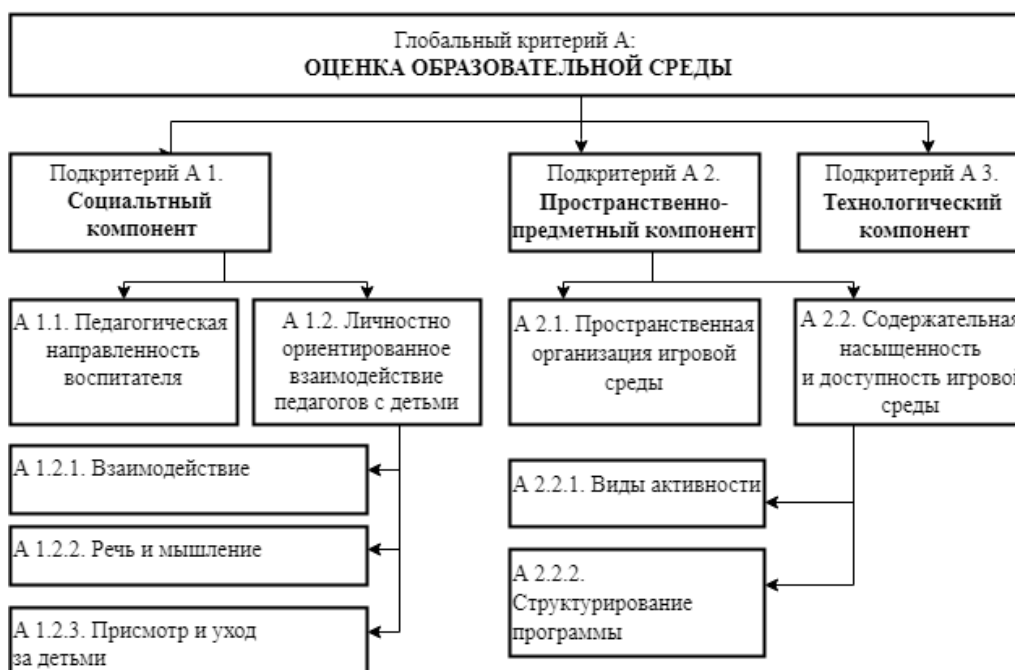 Глобальный критерий А:
ОЦЕНКА ОБРАЗОВАТЕЛЬНОЙ СРЕДЫ
Подкритерий А 1.
Социальтный
компонент
Подкритерий А 2.
Пространственно-
предметный компонент
Подкритерий А 3.
Технологический
компонент
А 1.1. Педагогическая
направленность
воспитателя
А 1.2. Личностно
ориентированное
взаимодействие
педагогов с детьми
А 2.1. Пространственная
организация игровой
среды
А 2.2. Содержательная
насыщенность
и доступность игровой
среды
А 1.2.1. Взаимодействие
А 1.2.2. Речь и мышление
А 1.2.3. Присмотр и уход
за детьми
А 2.2.1. Виды активности
А 2.2.2.
Структурирование
программы